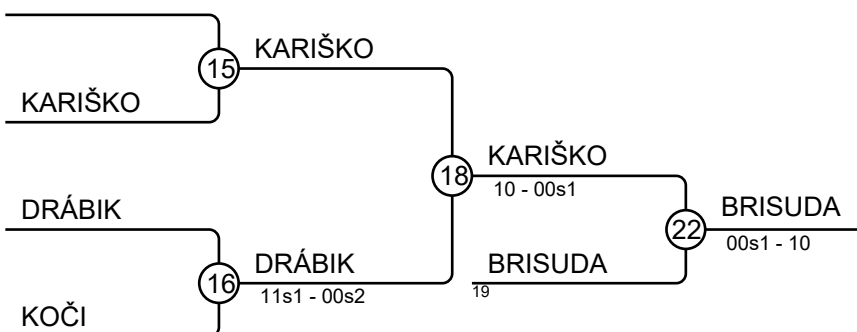 15
KARIŠKO
KARIŠKO
18
KARIŠKO
10 - 00s1
DRÁBIK
16
DRÁBIK
11s1 - 00s2
KOČI
BRISUDA
19
22
BRISUDA
00s1 - 10